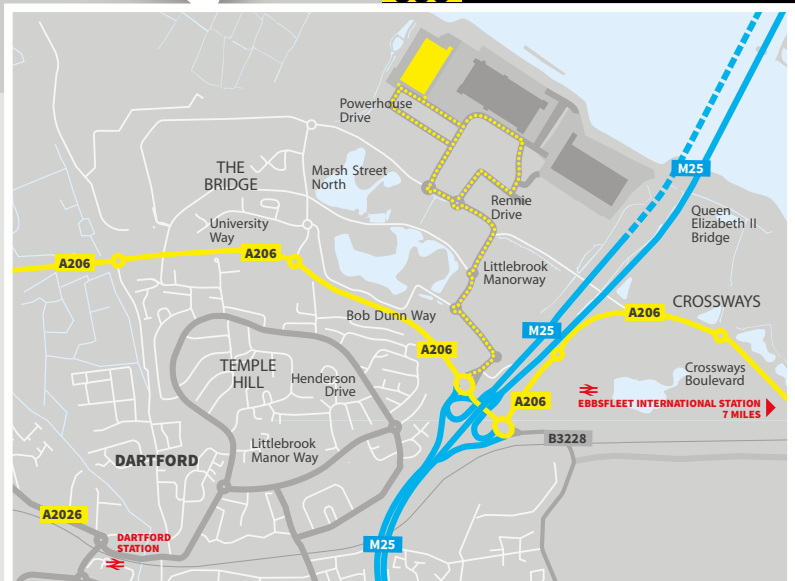 M25
Powerhouse
Drive
THE
BRIDGE
Marsh Street
North
Rennie
Drive
Queen
Elizabeth II
Bridge
University
Way
A206
A206
Littlebrook
Manorway
CROSSWAYS
A206
Bob Dunn Way
M25
A206
TEMPLE
HILL
Henderson
Drive
Crossways
Boulevard
A206
EBBSFLEET INTERNATIONAL STATION
7 MILES
Littlebrook
Manor Way
B3228
DARTFORD
A2026
DARTFORD
STATION
M25